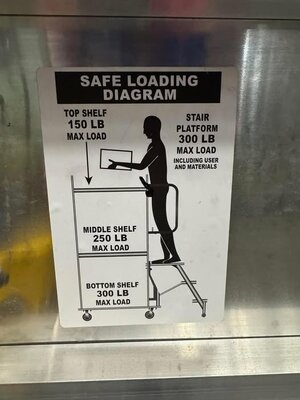 SAFE LOADING
DIAGRAM
TOP SHELF
150 LB
MAX LOAD
STAIR
PLATFORM
300 LB
MAX LOAD
INCLUDING USER
AND MATERIALS
MIDDLE SHELF
250 LB
MAX LOAD
BOTTOM SHELF
300 LB
MAX LOAD